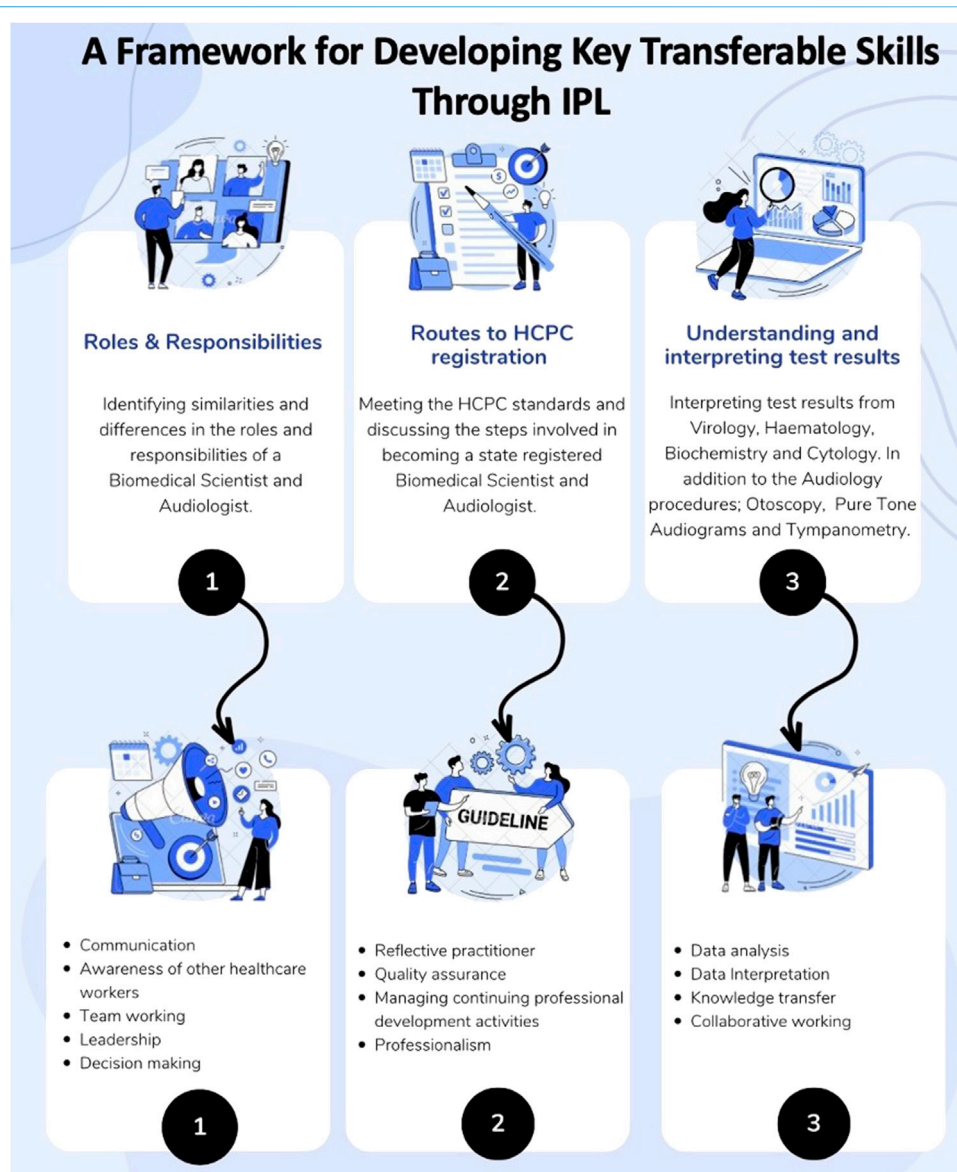 A Framework for Developing Key Transferable Skills
Through IPL
Roles & Responsibilities
Identifying similarities and
differences in the roles and
responsibilities of a
Biomedical Scientist and
Audiologist.
1
Routes to HCPC
registration
Meeting the HCPC standards and
discussing the steps involved in
becoming a state registered
Biomedical Scientist and
Audiologist.
2
Understanding and
interpreting test results
Interpreting test results from
Virology, Haematology,
Biochemistry and Cytology. In
addition to the Audiology
procedures; Otoscopy, Pure Tone
Audiograms and Tympanometry.
3
Canva
• Communication
• Awareness of other healthcare
workers
• Team working
• Leadership
• Decision making
1
GUIDELINE
• Reflective practitioner
• Quality assurance
• Managing continuing professional
development activities
• Professionalism
2
• Data analysis
• Data Interpretation
• Knowledge transfer
• Collaborative working
3